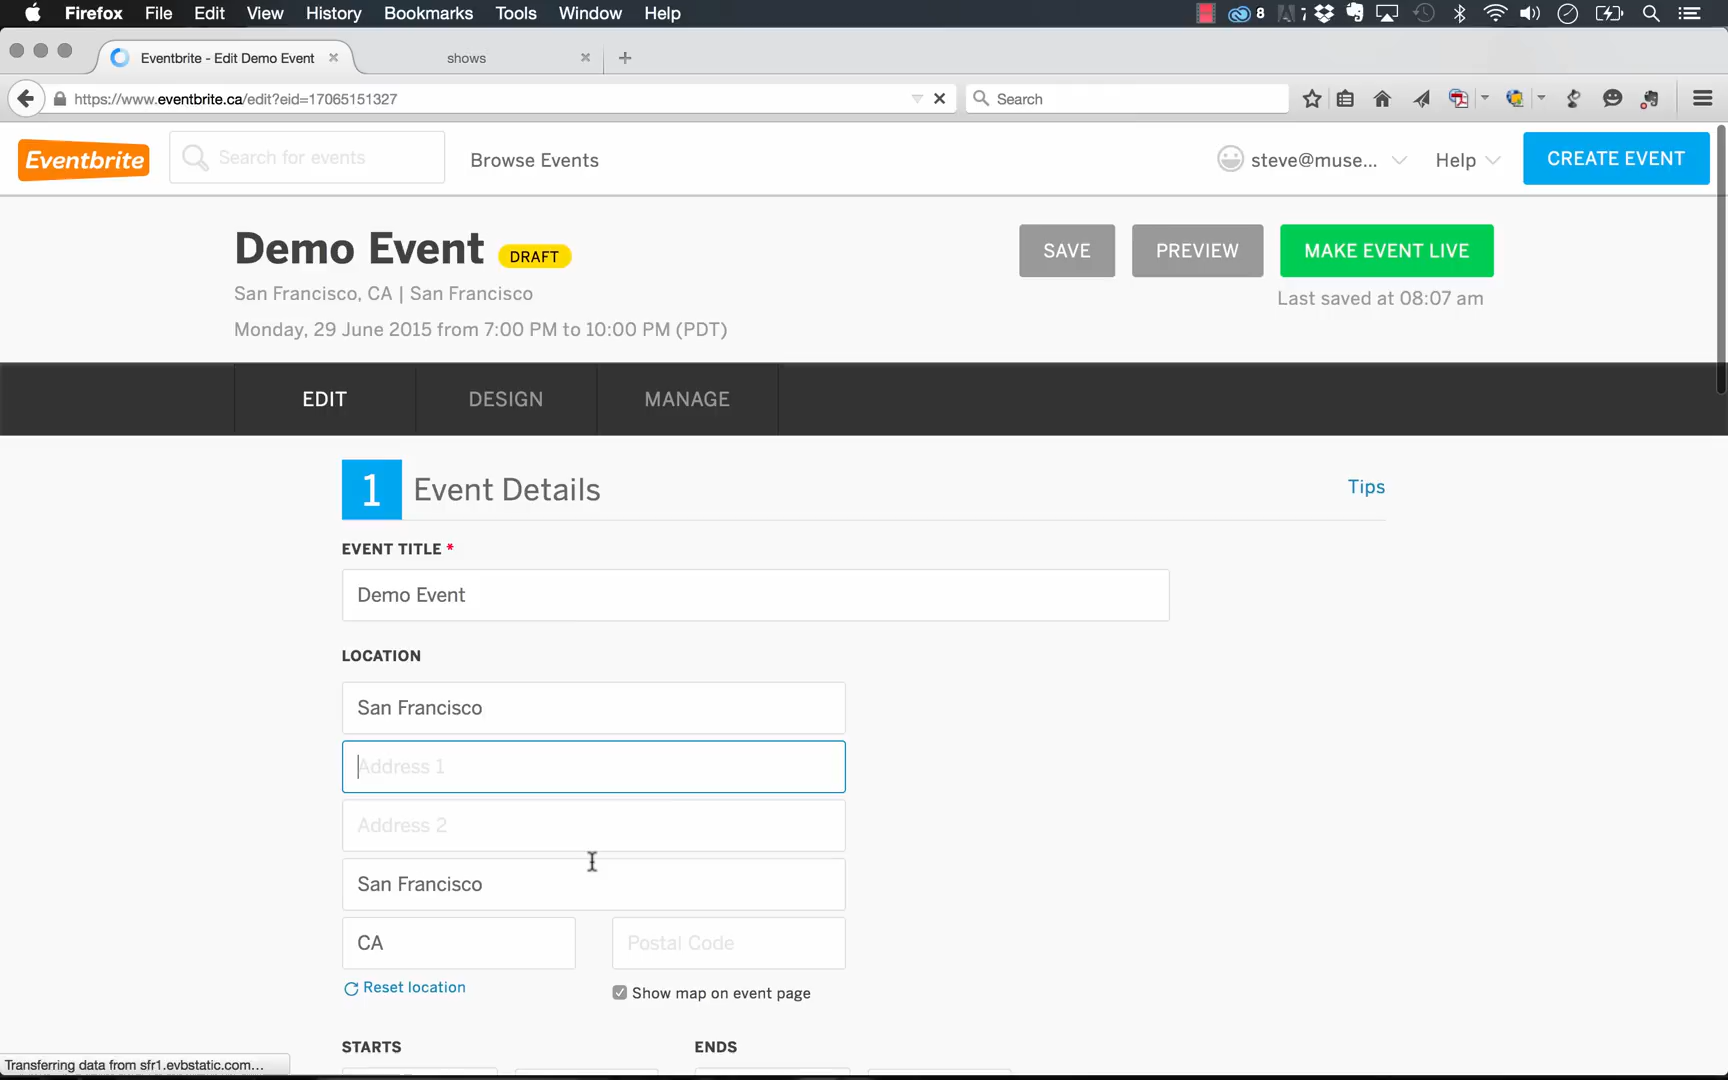 Firefox File Edit View History Bookmarks Tools Window Help 8 7
Eventbrite - Edit Demo Event shows
https://www.eventbrite.ca/edit?eid=17065151327 Search
Eventbrite Search for events Browse Events steve@muse... Help CREATE EVENT
Demo Event DRAFT SAVE PREVIEW MAKE EVENT LIVE
San Francisco, CA | San Francisco Last saved at 08:07 am
Monday, 29 June 2015 from 7:00 PM to 10:00 PM (PDT)
EDIT DESIGN MANAGE
1 Event Details Tips
EVENT TITLE *
Demo Event
LOCATION
San Francisco
Address 1
Address 2
San Francisco
CA Postal Code
Reset location Show map on event page
STARTS ENDS
Transferring data from sfr1.evbstatic.com...